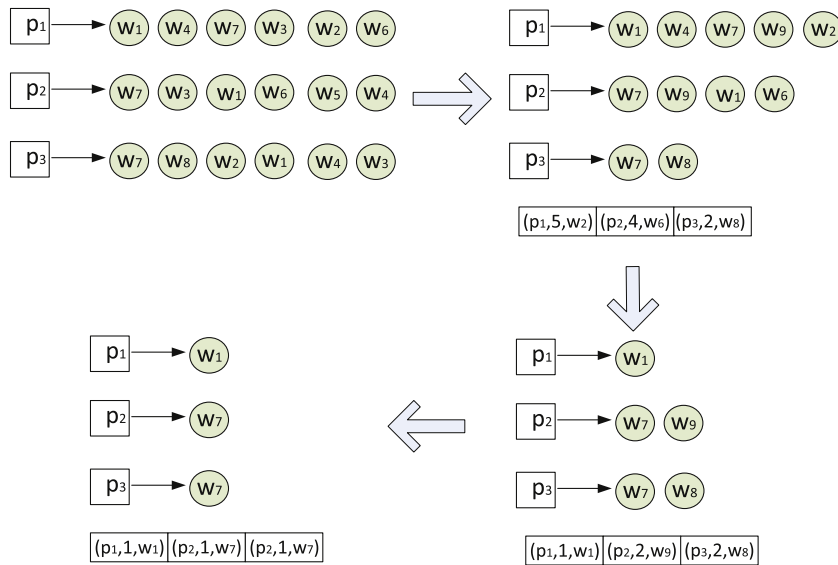 p1 w1 w4 w7 w3 w2 w6
p2 w7 w3 w1 w6 w5 w4
p3 w7 w8 w2 w1 w4 w3
p1 w1 w4 w7 w9 w2
p2 w7 w9 w1 w6
p3 w7 w8
(p1,5,w2) (p2,4,w6) (p3,2,w8)
p1 w1
p2 w7 w9
p3 w7 w8
(p1,1,w1) (p2,2,w9) (p3,2,w8)
p1 w1
p2 w7
p3 w7
(p1,1,w1) (p2,1,w7) (p2,1,w7)